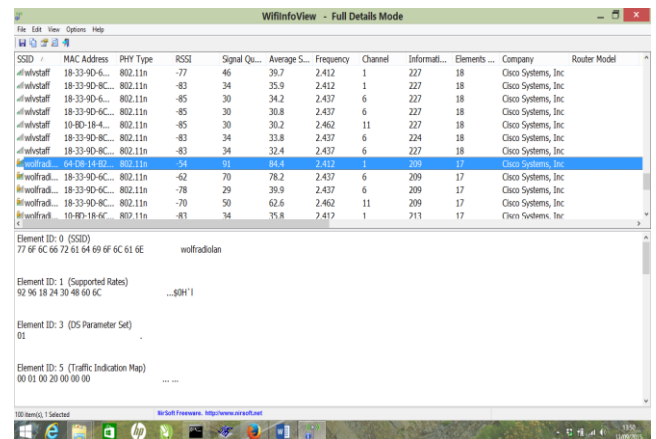 WifiInfoView - Full Details Mode
File Edit View Options Help
SSID / MAC Address PHY Type RSSI Signal Qu... Average S... Frequency Channel Informati... Elements ... Company Router Model
wlvstaff 18-33-9D-6... 802.11n -77 46 39.7 2.412 1 227 18 Cisco Systems, Inc
wlvstaff 18-33-9D-8C... 802.11n -83 34 35.9 2.412 1 227 18 Cisco Systems, Inc
wlvstaff 18-33-9D-6... 802.11n -85 30 34.2 2.437 6 227 18 Cisco Systems, Inc
wlvstaff 18-33-9D-6C... 802.11n -85 30 30.8 2.437 6 227 18 Cisco Systems, Inc
wlvstaff 10-BD-18-4... 802.11n -85 30 30.2 2.462 11 227 18 Cisco Systems, Inc
wlvstaff 18-33-9D-8C... 802.11n -83 34 33.8 2.437 6 224 18 Cisco Systems, Inc
wlvstaff 18-33-9D-8C... 802.11n -83 34 32.4 2.437 6 227 18 Cisco Systems, Inc
wolfradi... 64-D8-14-B2... 802.11n -54 91 84.4 2.412 1 209 17 Cisco Systems, Inc
wolfradi... 18-33-9D-6C... 802.11n -62 70 78.2 2.437 6 209 17 Cisco Systems, Inc
wolfradi... 18-33-9D-6C... 802.11n -78 29 39.9 2.437 6 209 17 Cisco Systems, Inc
wolfradi... 18-33-9D-6C... 802.11n -70 50 62.6 2.462 11 209 17 Cisco Systems, Inc
wolfradi... 10-BD-18-6C... 802.11n -83 34 35.8 2.412 1 213 17 Cisco Systems, Inc
Element ID: 0 (SSID)
77 6F 6C 66 72 61 64 69 6F 6C 61 6E wolfradiolan
Element ID: 1 (Supported Rates)
92 96 18 24 30 48 60 6C ...$0H`l
Element ID: 3 (DS Parameter Set)
01 .
Element ID: 5 (Traffic Indication Map)
00 01 00 20 00 00 00 ... ...
100 item(s), 1 Selected NirSoft Freeware. http://www.nirsoft.net
13:50